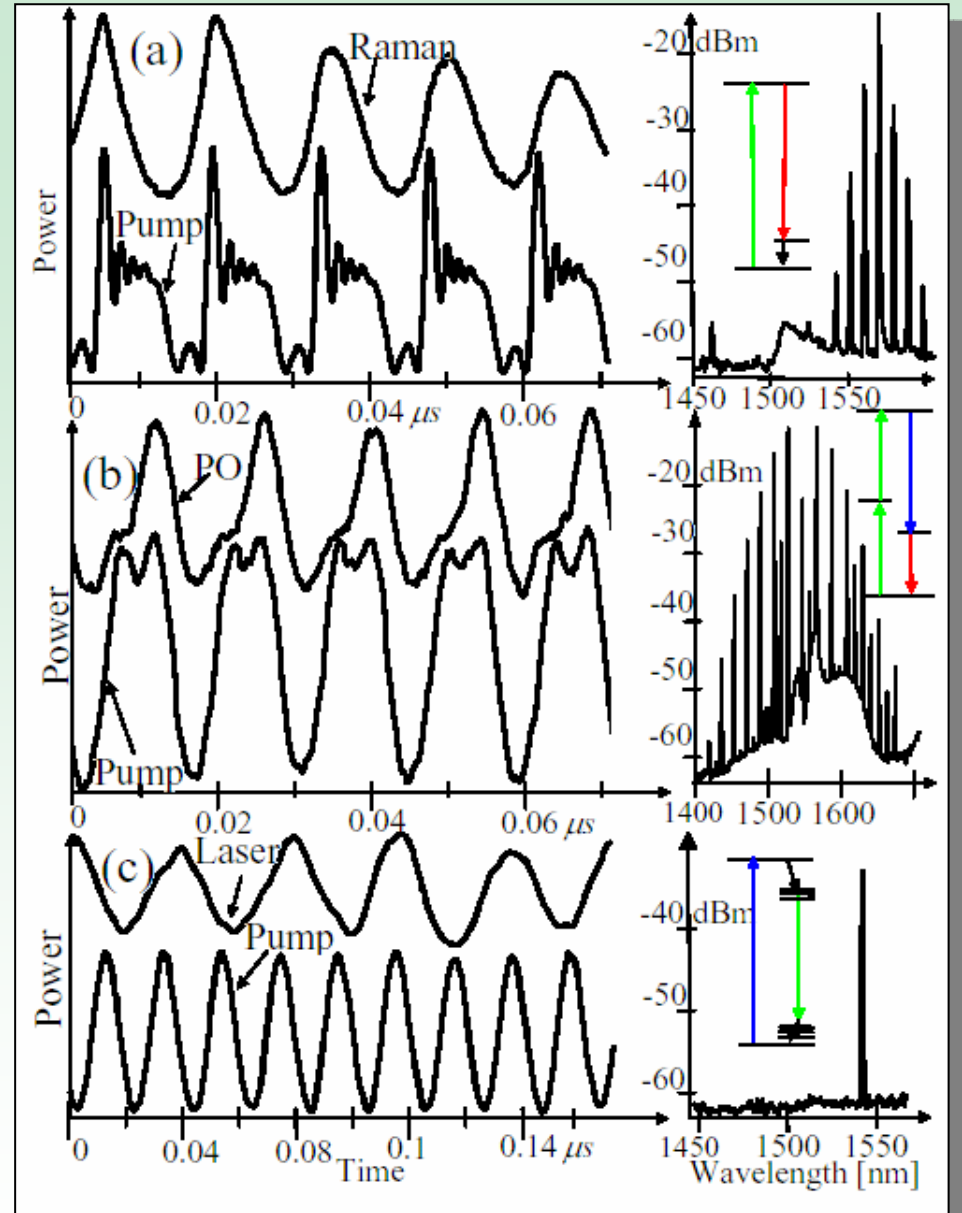 (a)
Raman
Pump
Power
0 0.02 0.04 μs 0.06
-20 dBm
-30
-40
-50
-60
1450 1500 1550
(b)
PO
Pump
Power
0 0.02 0.04 0.06 μs
-20 dBm
-30
-40
-50
-60
1400 1500 1600
(c)
Laser
Pump
Power
0 0.04 0.08 0.1 0.14 μs
Time
-40 dBm
-50
-60
1450 1500 1550
Wavelength [nm]